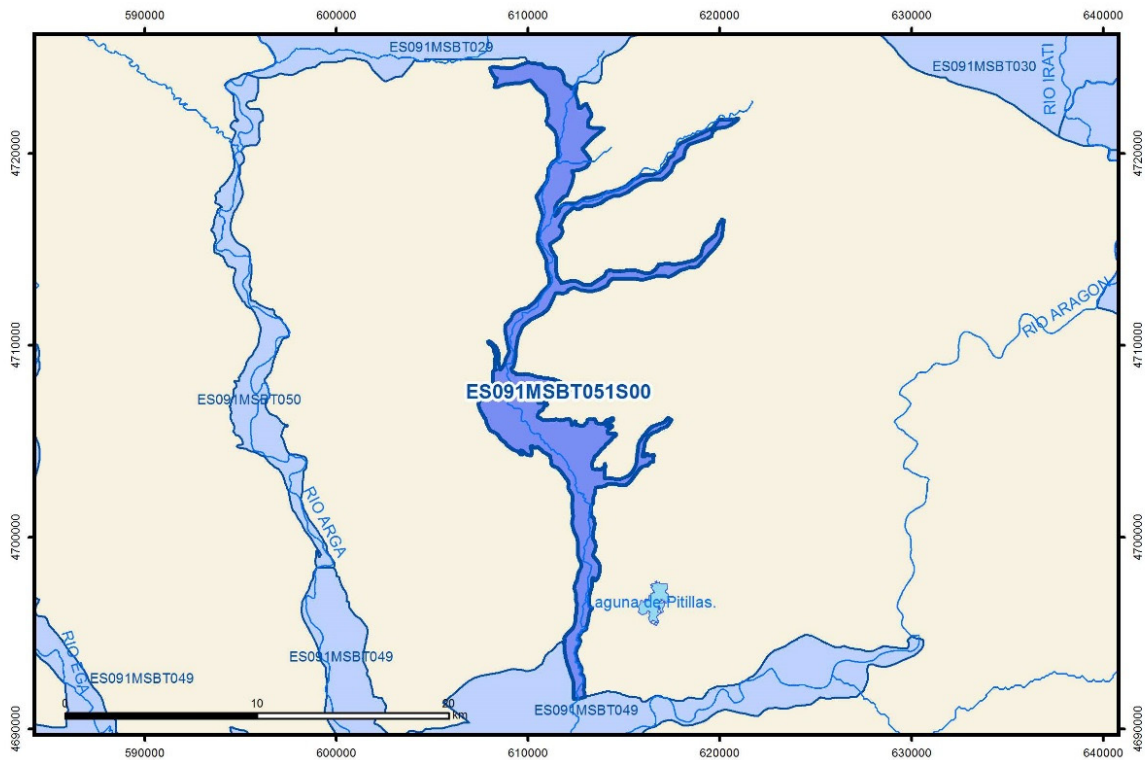 590000 600000 610000 620000 630000 640000
ES091MSBT029
ES091MSBT030
RIO IRATI
4720000 4720000
RIO ARAGON
4710000 4710000
ES091MSBT051S00
ES091MSBT050
RIO ARGA
4700000 4700000
aguna de Pitillas.
RIO EGA
ES091MSBT049
ES091MSBT049
0 10 20
km
ES091MSBT049
4690000 4690000
590000 600000 610000 620000 630000 640000